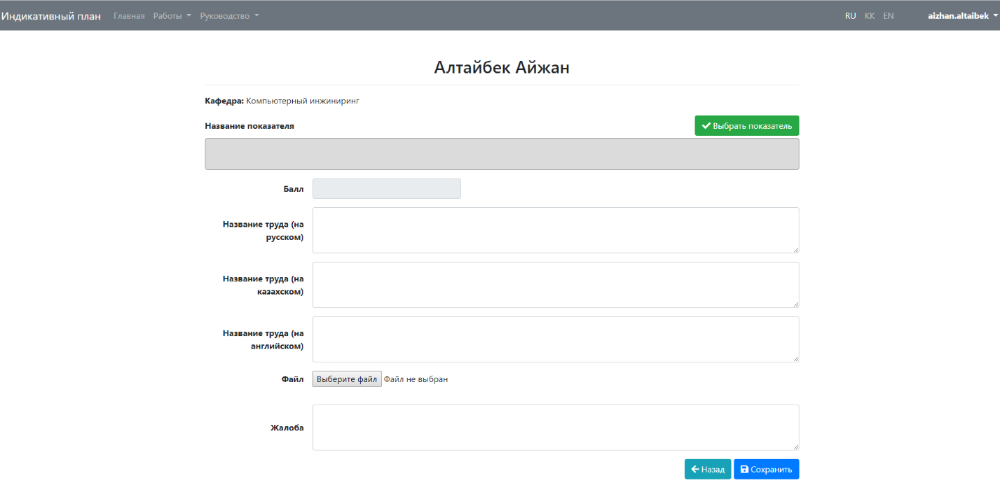 Индикативный план Главная Работы Руководство RU KK EN aizhan.altaibek
Алтайбек Айжан
Кафедра: Компьютерный инжиниринг
Название показателя Выбрать показатель
Балл
Название труда (на
русском)
Название труда (на
казахском)
Название труда (на
английском)
Файл Выберите файл Файл не выбран
Жалоба
Назад Сохранить